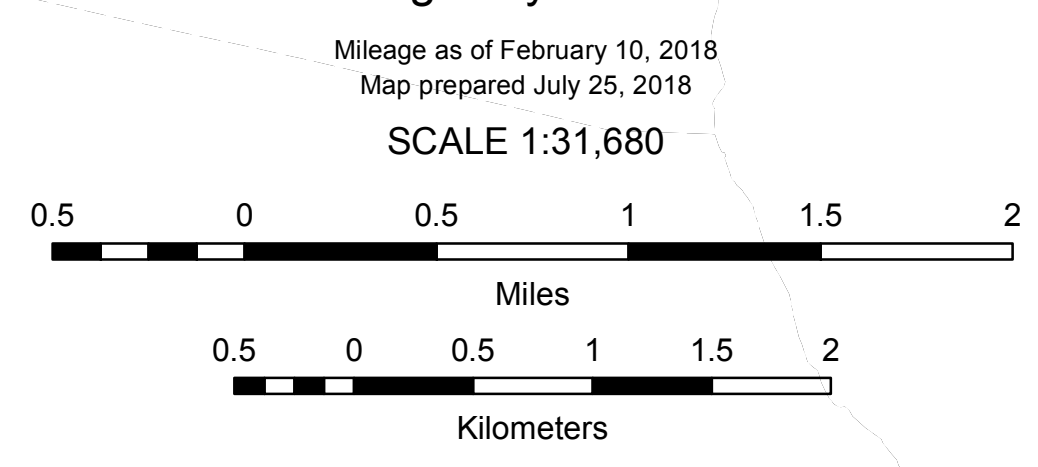 Mileage as of February 10, 2018
Map prepared July 25, 2018
SCALE 1:31,680
0.5 0 0.5 1 1.5 2
Miles
0.5 0 0.5 1 1.5 2
Kilometers